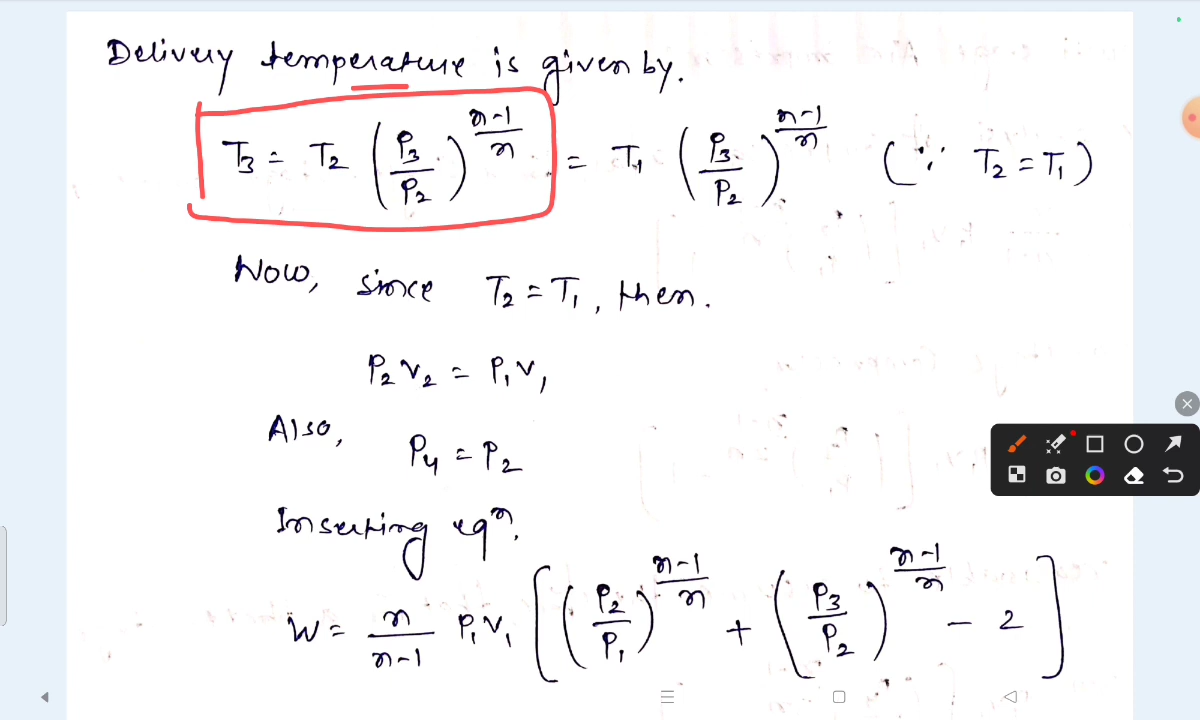 Delivery temperature is given by.
T₃ = T₂ (P₃/P₂)^((n-1)/n) = T₁ (P₃/P₂)^((n-1)/n) (∵ T₂ = T₁)
Now, since T₂ = T₁, then.
P₂V₂ = P₁V₁
Also,
P₄ = P₂
Inserting eqⁿ.
W = n/(n-1) P₁V₁ [(P₂/P₁)^((n-1)/n) + (P₃/P₂)^((n-1)/n) - 2]